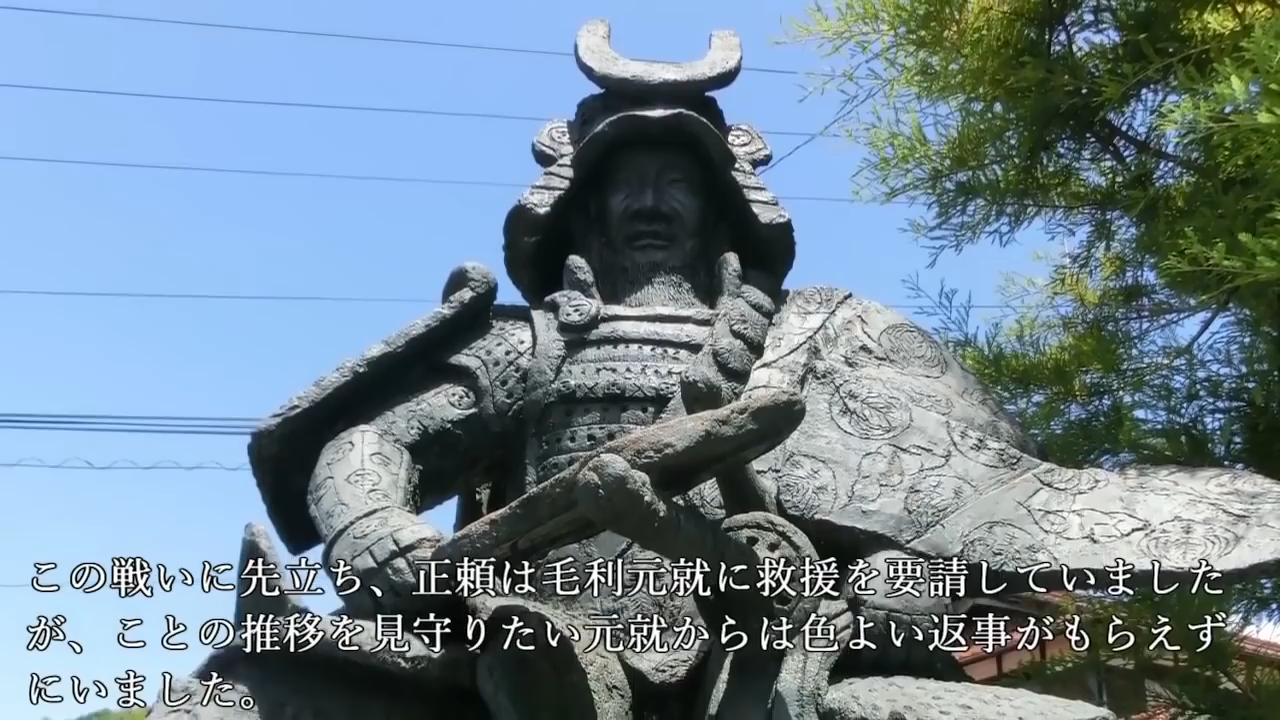 この戦いに先立ち、正頼は毛利元就に救援を要請していました
が、ことの推移を見守りたい元就からは色よい返事がもらえず
にいました。